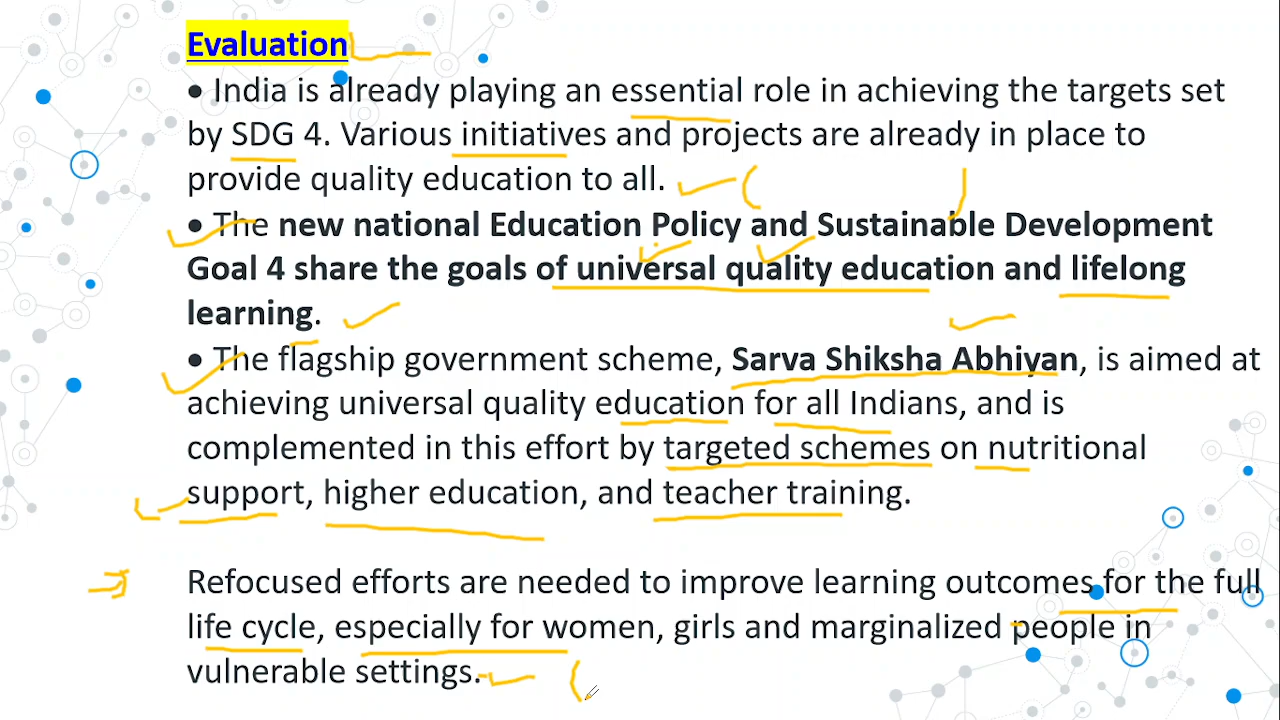 Evaluation
• India is already playing an essential role in achieving the targets set
by SDG 4. Various initiatives and projects are already in place to
provide quality education to all.
• The new national Education Policy and Sustainable Development
Goal 4 share the goals of universal quality education and lifelong
learning.
• The flagship government scheme, Sarva Shiksha Abhiyan, is aimed at
achieving universal quality education for all Indians, and is
complemented in this effort by targeted schemes on nutritional
support, higher education, and teacher training.
Refocused efforts are needed to improve learning outcomes for the full
life cycle, especially for women, girls and marginalized people in
vulnerable settings.